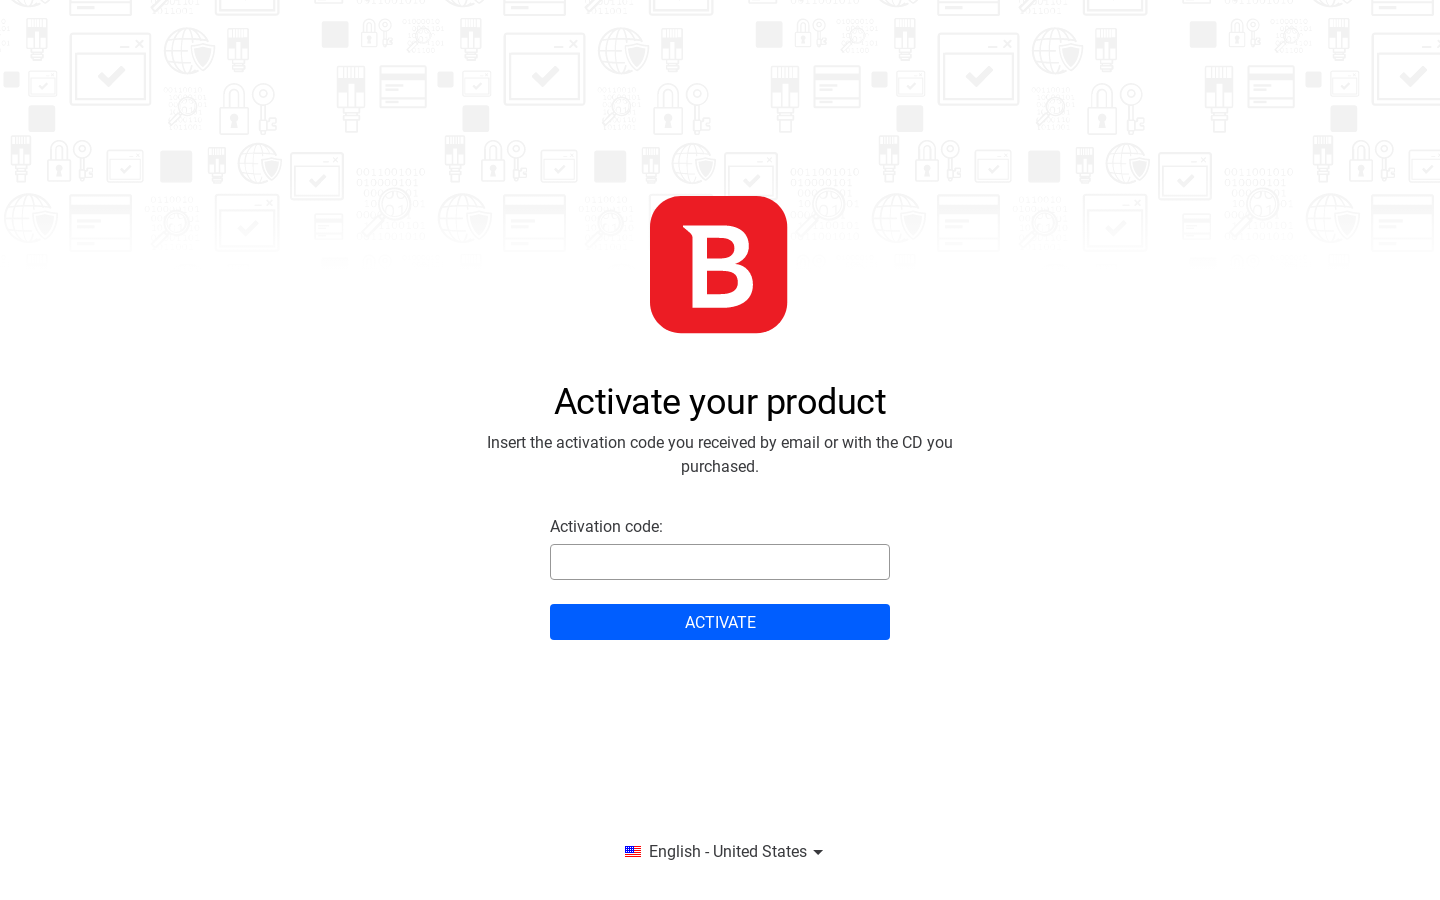 B
Activate your product
Insert the activation code you received by email or with the CD you
purchased.
Activation code:
ACTIVATE
English - United States